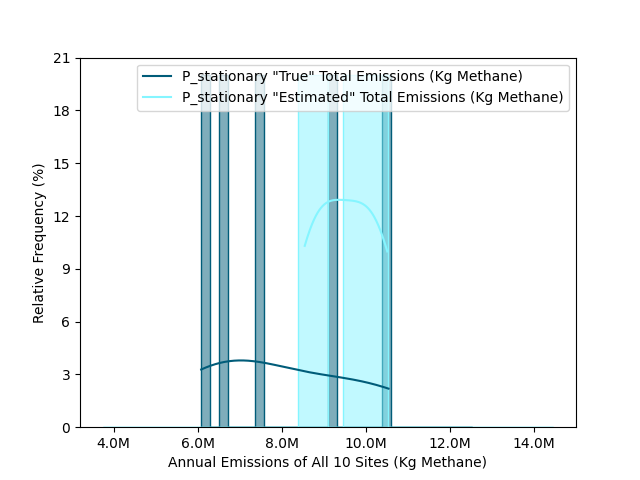 P_stationary "True" Total Emissions (Kg Methane)
P_stationary "Estimated" Total Emissions (Kg Methane)
21
18
15
12
9
6
3
0
Relative Frequency (%)
4.0M 6.0M 8.0M 10.0M 12.0M 14.0M
Annual Emissions of All 10 Sites (Kg Methane)